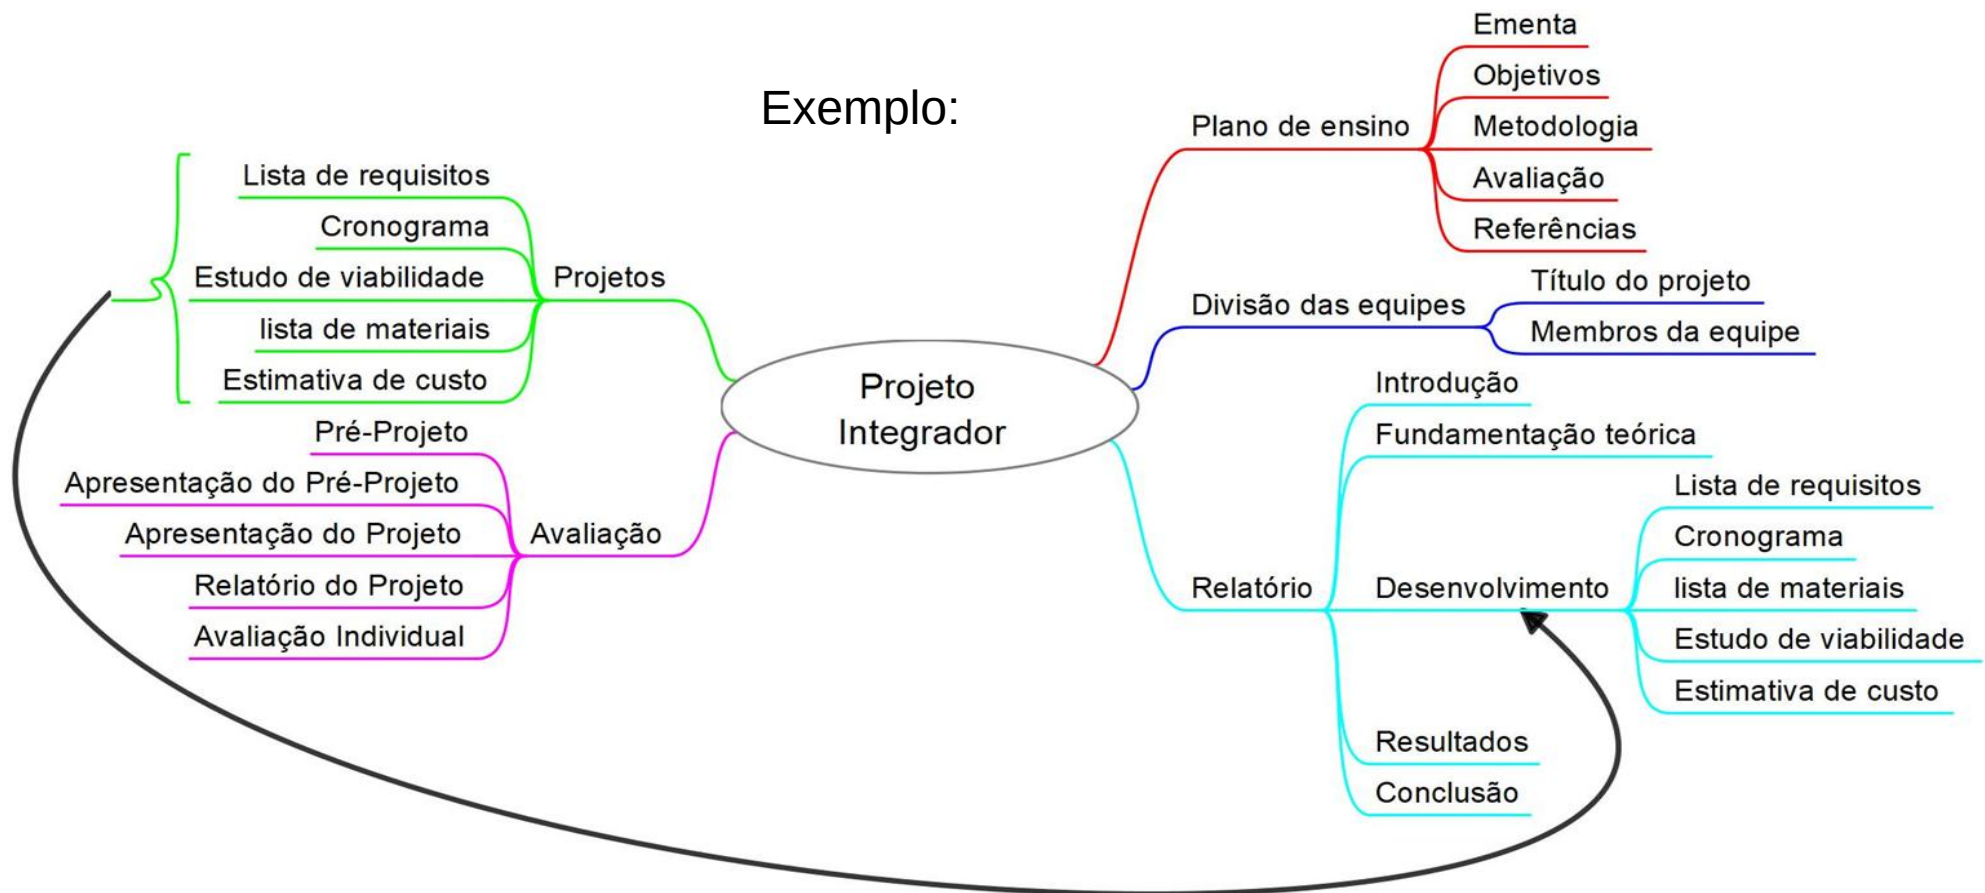 Exemplo:
Projeto
Integrador
Plano de ensino
Ementa
Objetivos
Metodologia
Avaliação
Referências
Divisão das equipes
Título do projeto
Membros da equipe
Relatório
Introdução
Fundamentação teórica
Desenvolvimento
Lista de requisitos
Cronograma
lista de materiais
Estudo de viabilidade
Estimativa de custo
Resultados
Conclusão
Projetos
Lista de requisitos
Cronograma
Estudo de viabilidade
lista de materiais
Estimativa de custo
Avaliação
Pré-Projeto
Apresentação do Pré-Projeto
Apresentação do Projeto
Relatório do Projeto
Avaliação Individual